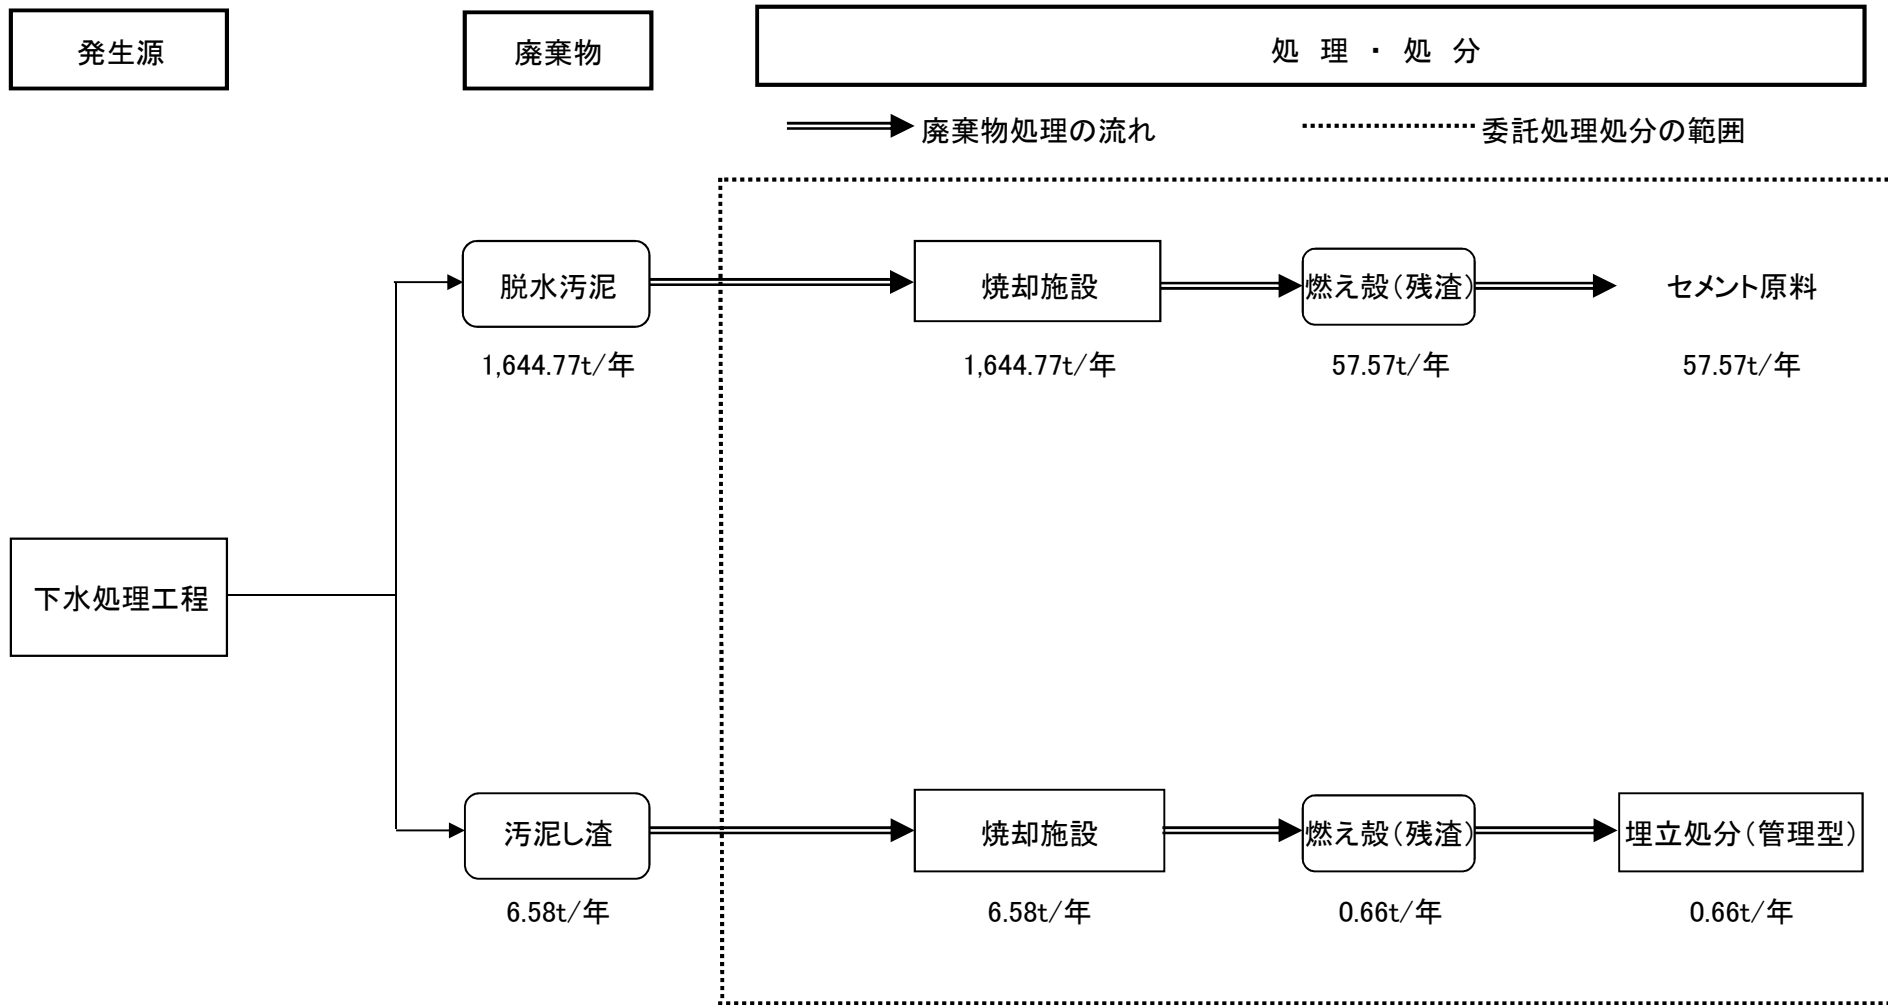 発生源
廃棄物
処 理 ・ 処 分
廃棄物処理の流れ
委託処理処分の範囲
脱水汚泥
焼却施設
燃え殻(残渣)
セメント原料
1,644.77t/年
1,644.77t/年
57.57t/年
57.57t/年
下水処理工程
汚泥し渣
焼却施設
燃え殻(残渣)
埋立処分(管理型)
6.58t/年
6.58t/年
0.66t/年
0.66t/年